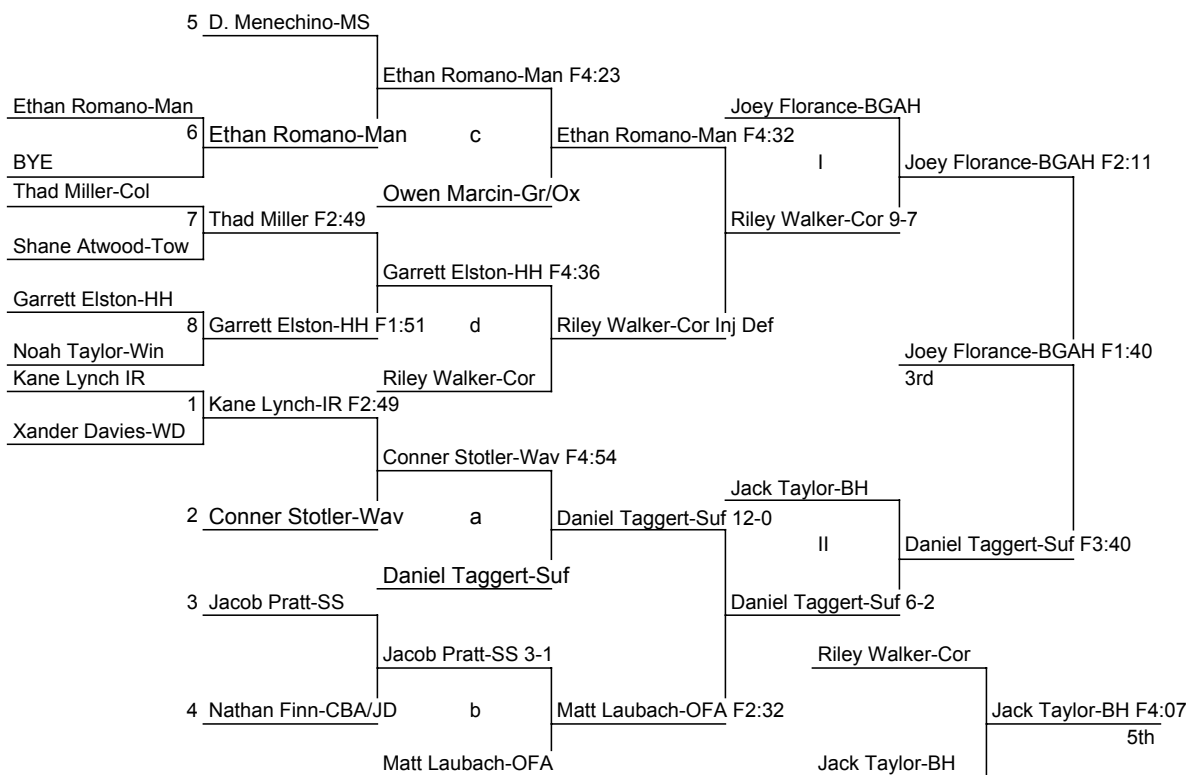 5 D. Menechino-MS
Ethan Romano-Man F4:23
Ethan Romano-Man
Joey Florance-BGAH
6 Ethan Romano-Man
c
Ethan Romano-Man F4:32
BYE
I
Joey Florance-BGAH F2:11
Thad Miller-Col
Owen Marcin-Gr/Ox
7 Thad Miller F2:49
Riley Walker-Cor 9-7
Shane Atwood-Tow
Garrett Elston-HH F4:36
Garrett Elston-HH
8 Garrett Elston-HH F1:51
d
Riley Walker-Cor Inj Def
Noah Taylor-Win
Joey Florance-BGAH F1:40
Kane Lynch IR
Riley Walker-Cor
3rd
1 Kane Lynch-IR F2:49
Xander Davies-WD
Conner Stotler-Wav F4:54
Jack Taylor-BH
2 Conner Stotler-Wav
a
Daniel Taggert-Suf 12-0
II
Daniel Taggert-Suf F3:40
Daniel Taggert-Suf
3 Jacob Pratt-SS
Daniel Taggert-Suf 6-2
Jacob Pratt-SS 3-1
Riley Walker-Cor
4 Nathan Finn-CBA/JD
b
Matt Laubach-OFA F2:32
Jack Taylor-BH F4:07
5th
Matt Laubach-OFA
Jack Taylor-BH